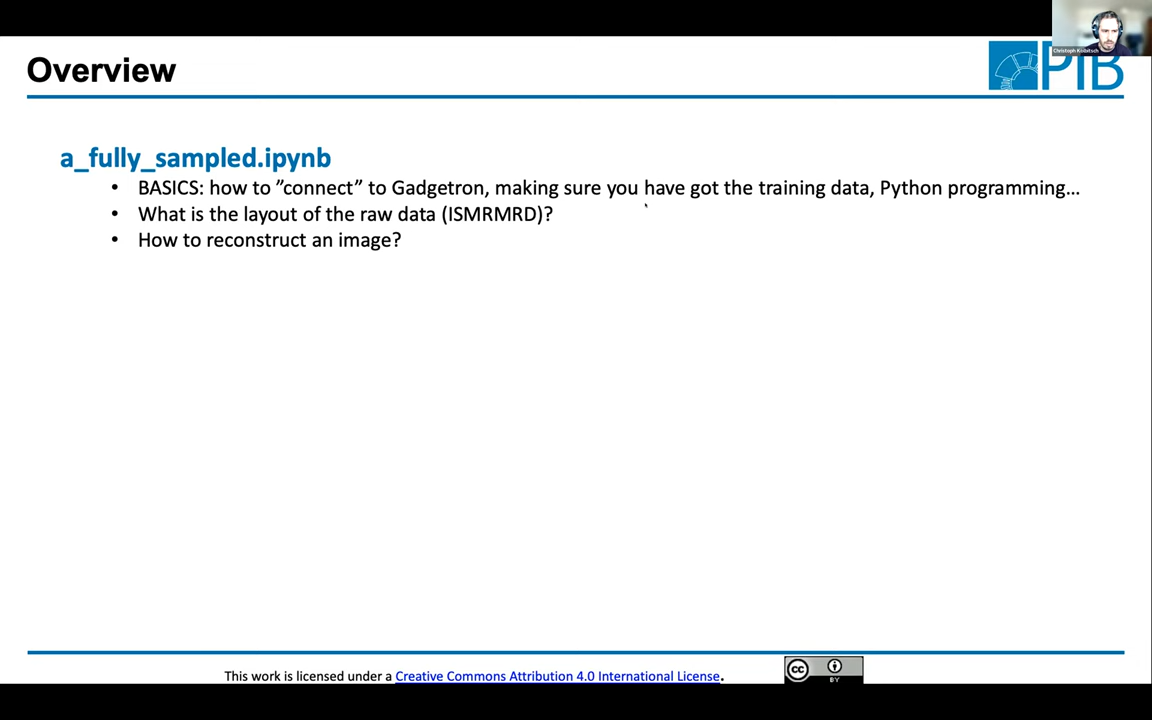 Christoph Kolbitsch
Overview
PTB
a_fully_sampled.ipynb
• BASICS: how to ”connect” to Gadgetron, making sure you have got the training data, Python programming...
• What is the layout of the raw data (ISMRMRD)?
• How to reconstruct an image?
This work is licensed under a Creative Commons Attribution 4.0 International License.
cc
BY